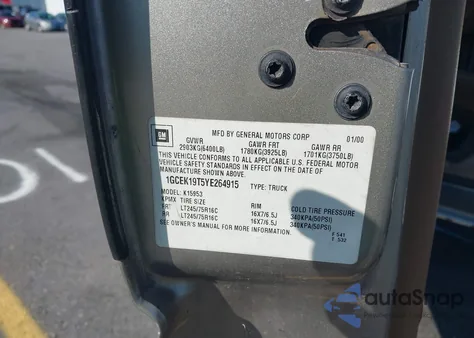 GM
MFD BY GENERAL MOTORS CORP 01/00
GVWR GAWR FRT GAWR RR
2903KG(6400LB) 1780KG(3925LB) 1701KG(3750LB)
THIS VEHICLE CONFORMS TO ALL APPLICABLE U.S. FEDERAL
VEHICLE SAFETY STANDARDS IN EFFECT ON THE DATE OF
MANUFACTURE SHOWN ABOVE.
1GCEK19T5YE264915 TYPE: TRUCK
MODEL: K15953
KPMX TIRE SIZE RIM COLD TIRE PRESSURE
FRT LT245/75R16C 16X7/6.5J 340KPA(50PSI)
RR LT245/75R16C 16X7/6.5J 340KPA(50PSI)
SEE OWNER'S MANUAL FOR MORE INFORMATION.
autoSnap